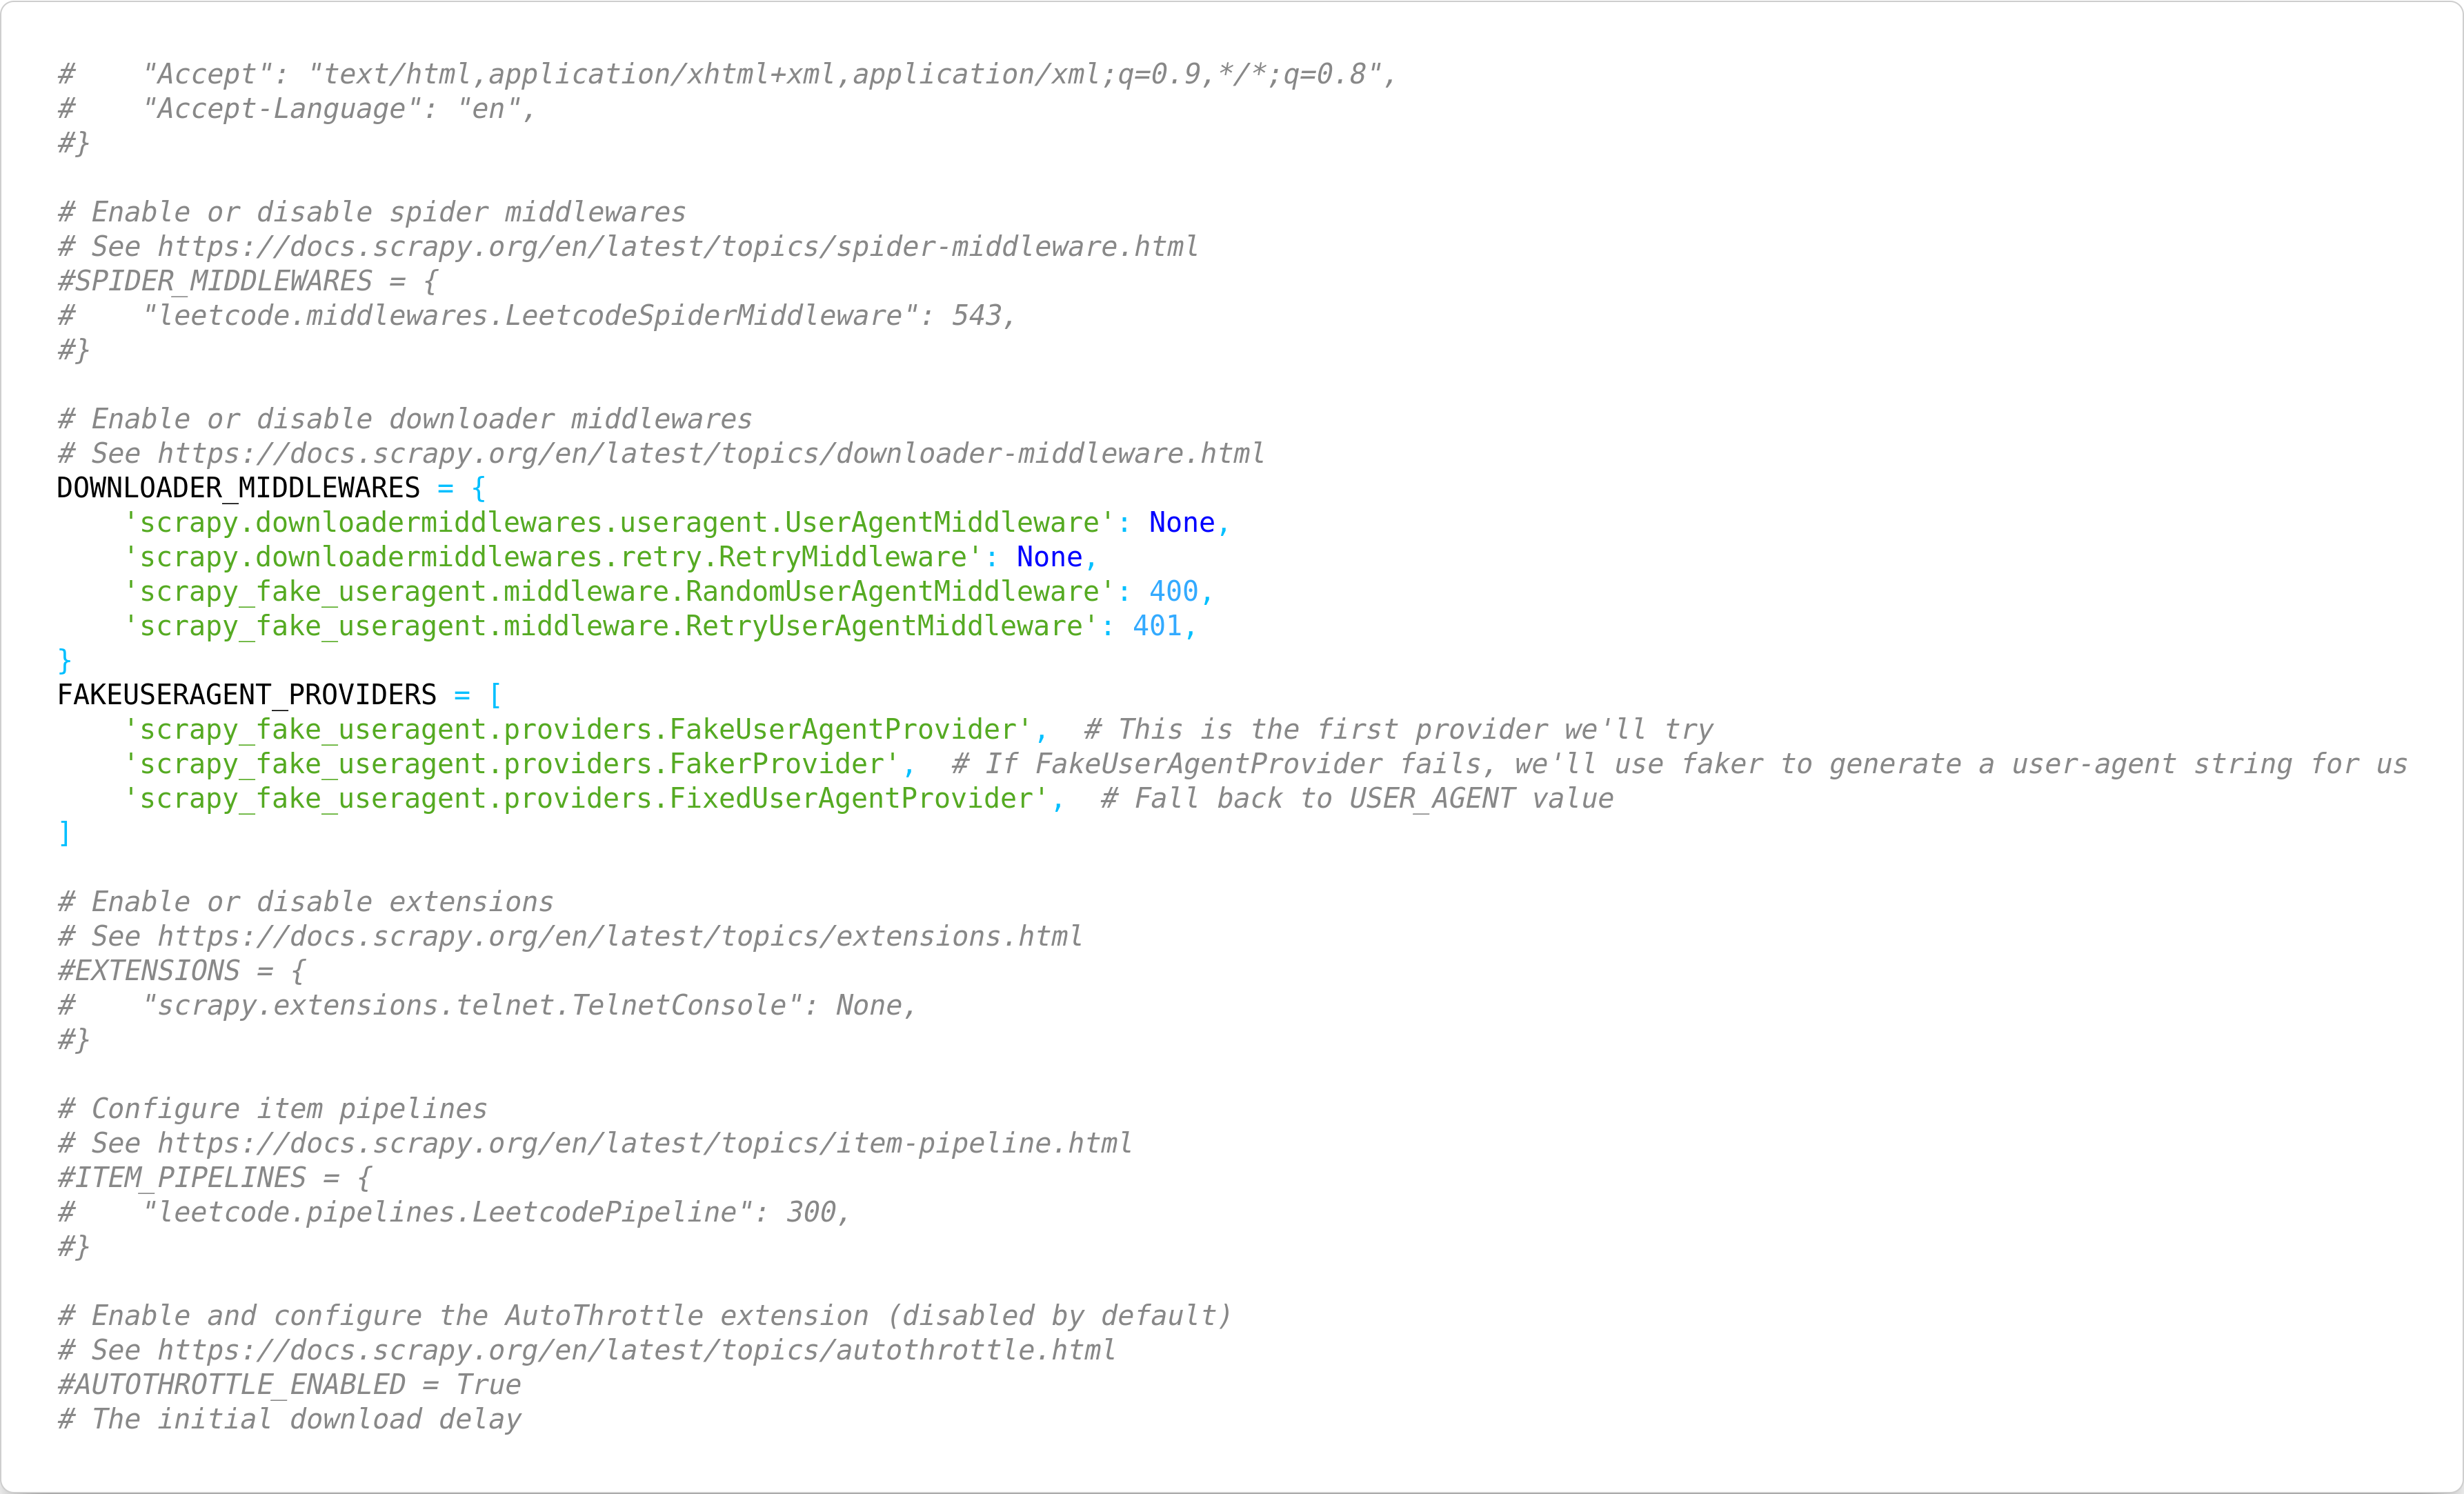 #    "Accept": "text/html,application/xhtml+xml,application/xml;q=0.9,*/*;q=0.8",
#    "Accept-Language": "en",
#}

# Enable or disable spider middlewares
# See https://docs.scrapy.org/en/latest/topics/spider-middleware.html
#SPIDER_MIDDLEWARES = {
#    "leetcode.middlewares.LeetcodeSpiderMiddleware": 543,
#}

# Enable or disable downloader middlewares
# See https://docs.scrapy.org/en/latest/topics/downloader-middleware.html
DOWNLOADER_MIDDLEWARES = {
    'scrapy.downloadermiddlewares.useragent.UserAgentMiddleware': None,
    'scrapy.downloadermiddlewares.retry.RetryMiddleware': None,
    'scrapy_fake_useragent.middleware.RandomUserAgentMiddleware': 400,
    'scrapy_fake_useragent.middleware.RetryUserAgentMiddleware': 401,
}
FAKEUSERAGENT_PROVIDERS = [
    'scrapy_fake_useragent.providers.FakeUserAgentProvider',  # This is the first provider we'll try
    'scrapy_fake_useragent.providers.FakerProvider',  # If FakeUserAgentProvider fails, we'll use faker to generate a user-agent string for us
    'scrapy_fake_useragent.providers.FixedUserAgentProvider',  # Fall back to USER_AGENT value
]

# Enable or disable extensions
# See https://docs.scrapy.org/en/latest/topics/extensions.html
#EXTENSIONS = {
#    "scrapy.extensions.telnet.TelnetConsole": None,
#}

# Configure item pipelines
# See https://docs.scrapy.org/en/latest/topics/item-pipeline.html
#ITEM_PIPELINES = {
#    "leetcode.pipelines.LeetcodePipeline": 300,
#}

# Enable and configure the AutoThrottle extension (disabled by default)
# See https://docs.scrapy.org/en/latest/topics/autothrottle.html
#AUTOTHROTTLE_ENABLED = True
# The initial download delay